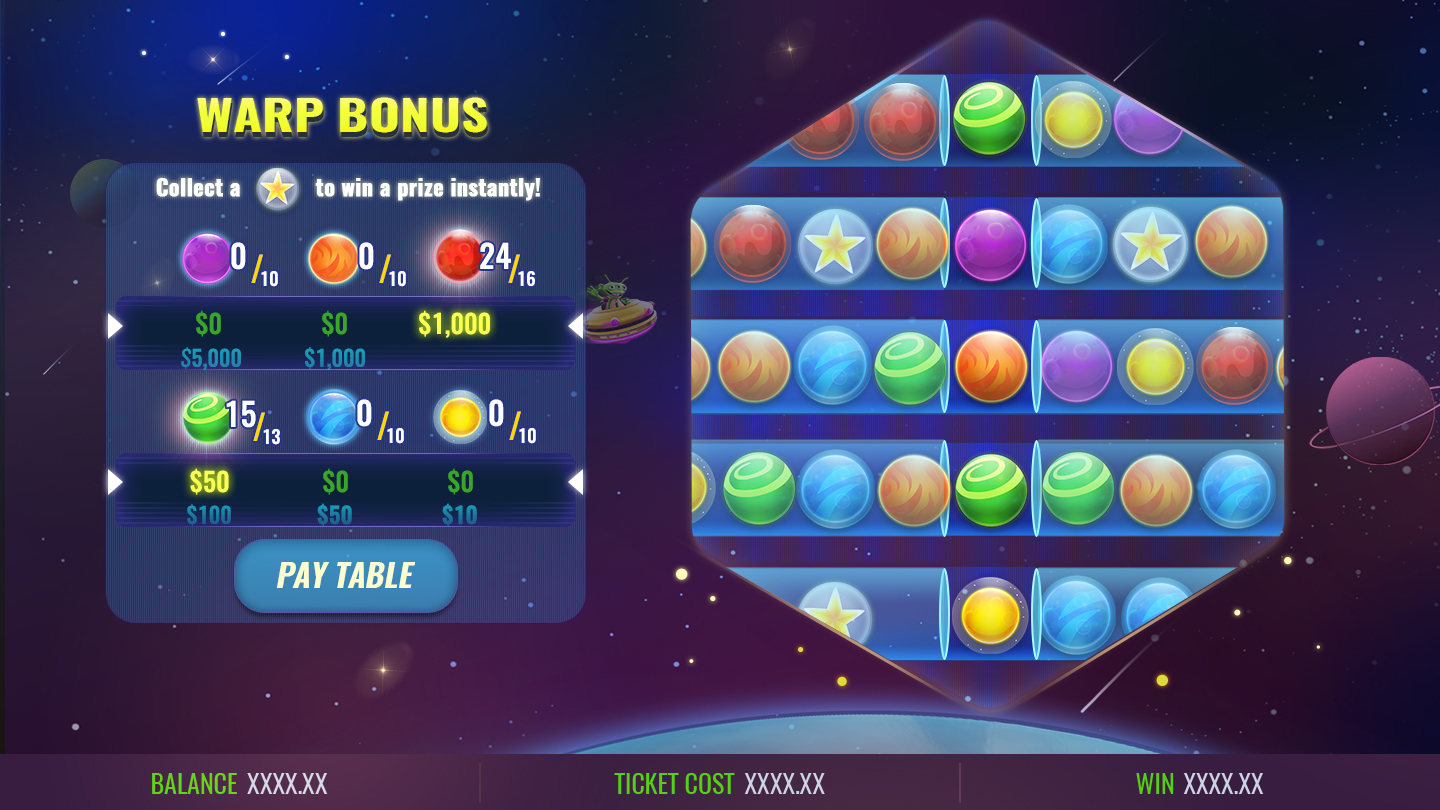 WARP BONUS
Collect a to win a prize instantly!
0/10 0/10 24/16
$0 $0 $1,000
$5,000 $1,000
15/13 0/10 0/10
$50 $0 $0
$100 $50 $10
PAY TABLE
BALANCE XXXX.XX TICKET COST XXXX.XX WIN XXXX.XX